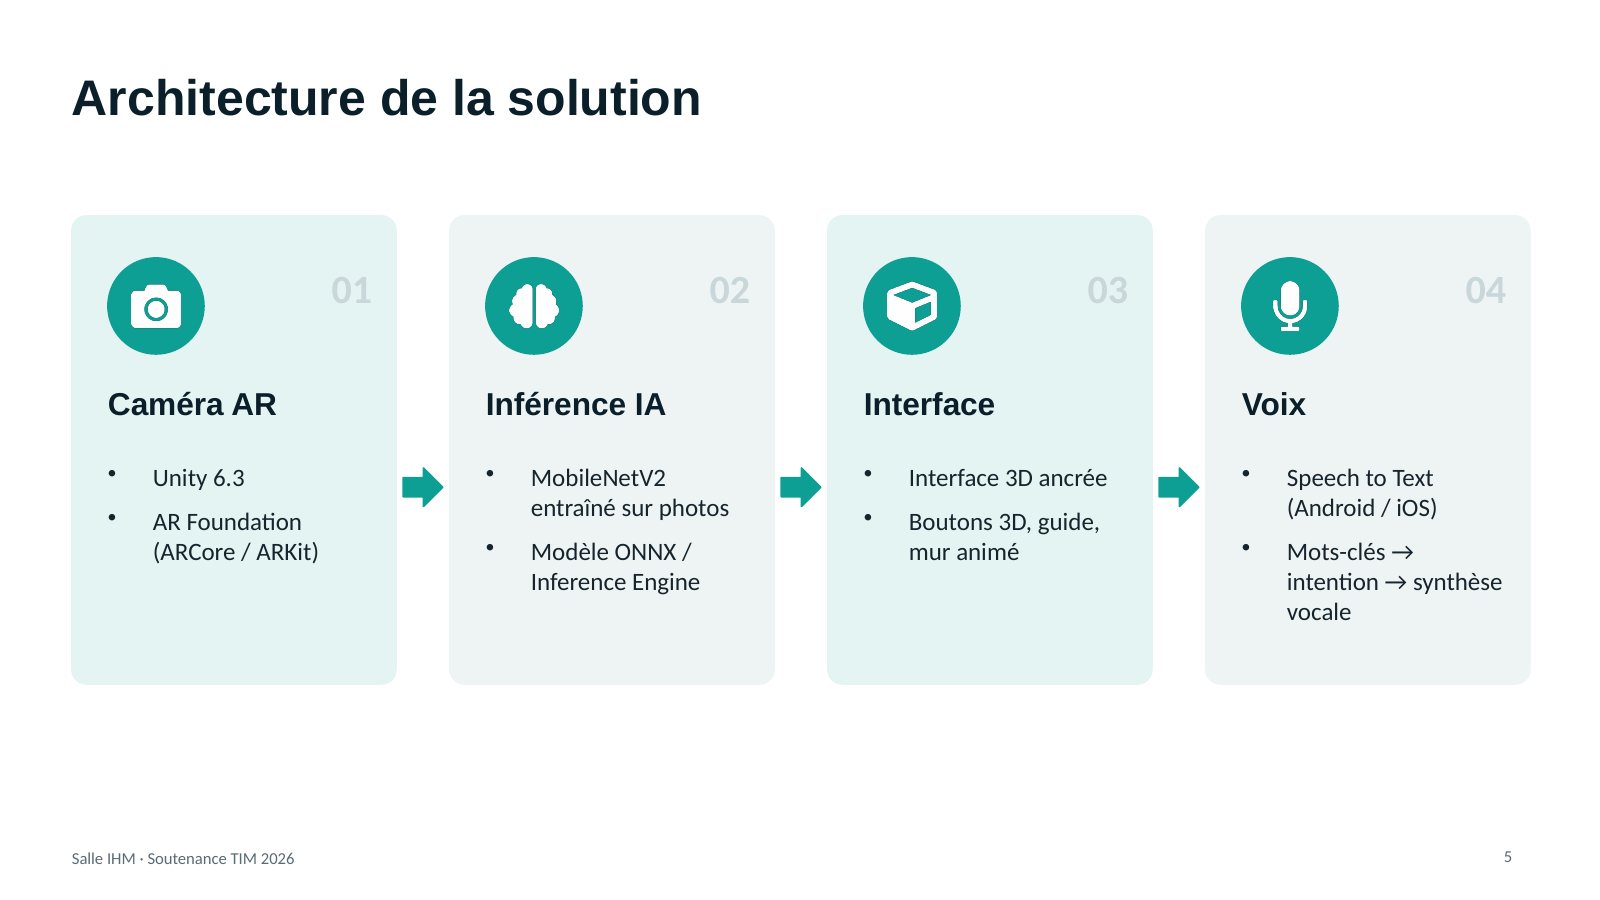 Architecture de la solution
01
Caméra AR
• Unity 6.3
• AR Foundation
(ARCore / ARKit)
02
Inférence IA
• MobileNetV2
entraîné sur photos
• Modèle ONNX /
Inference Engine
03
Interface
• Interface 3D ancrée
• Boutons 3D, guide,
mur animé
04
Voix
• Speech to Text
(Android / iOS)
• Mots-clés →
intention → synthèse
vocale
Salle IHM · Soutenance TIM 2026
5